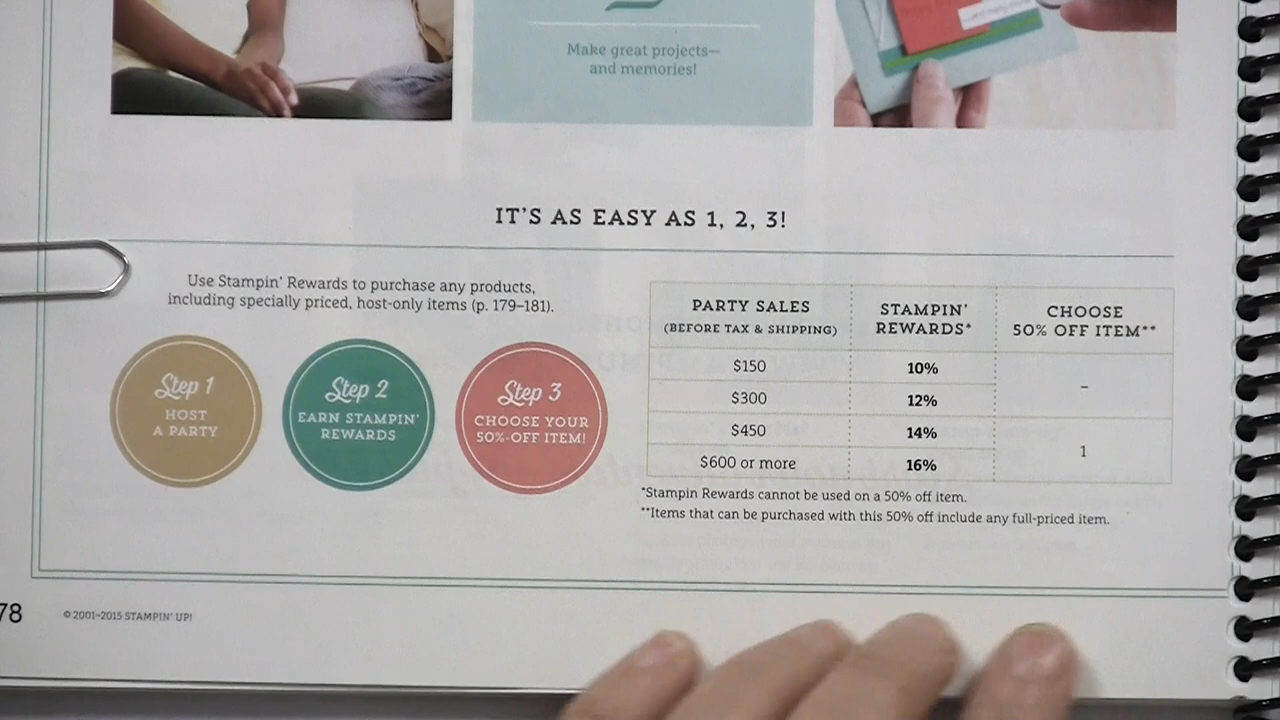 Make great projects—
and memories!
IT'S AS EASY AS 1, 2, 3!
Use Stampin' Rewards to purchase any products,
including specially priced, host-only items (p. 179–181).
Step 1
HOST
A PARTY
Step 2
EARN STAMPIN'
REWARDS
Step 3
CHOOSE YOUR
50%-OFF ITEM!
PARTY SALES
(BEFORE TAX & SHIPPING)
STAMPIN'
REWARDS*
CHOOSE
50% OFF ITEM**
$150 10%
–
$300 12%
$450 14%
1
$600 or more 16%
*Stampin Rewards cannot be used on a 50% off item.
**Items that can be purchased with this 50% off include any full-priced item.
78 © 2001–2015 STAMPIN' UP!